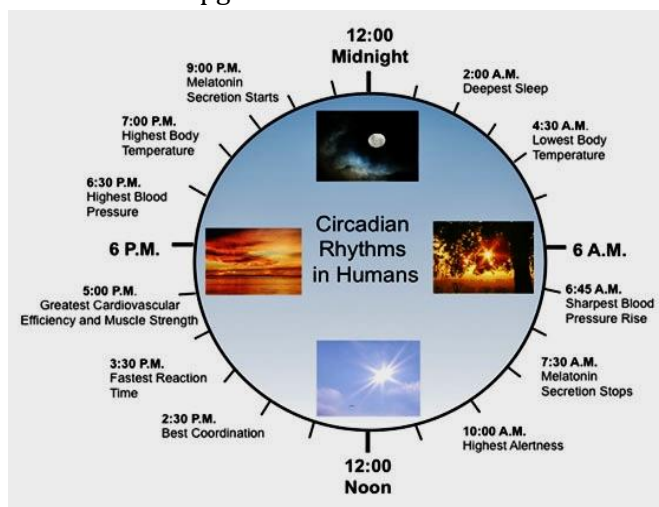 12:00
Midnight
2:00 A.M.
Deepest Sleep
4:30 A.M.
Lowest Body
Temperature
6 A.M.
6:45 A.M.
Sharpest Blood
Pressure Rise
7:30 A.M.
Melatonin
Secretion Stops
10:00 A.M.
Highest Alertness
12:00
Noon
2:30 P.M.
Best Coordination
3:30 P.M.
Fastest Reaction
Time
5:00 P.M.
Greatest Cardiovascular
Efficiency and Muscle Strength
6 P.M.
6:30 P.M.
Highest Blood
Pressure
7:00 P.M.
Highest Body
Temperature
9:00 P.M.
Melatonin
Secretion Starts
Circadian
Rhythms
in Humans